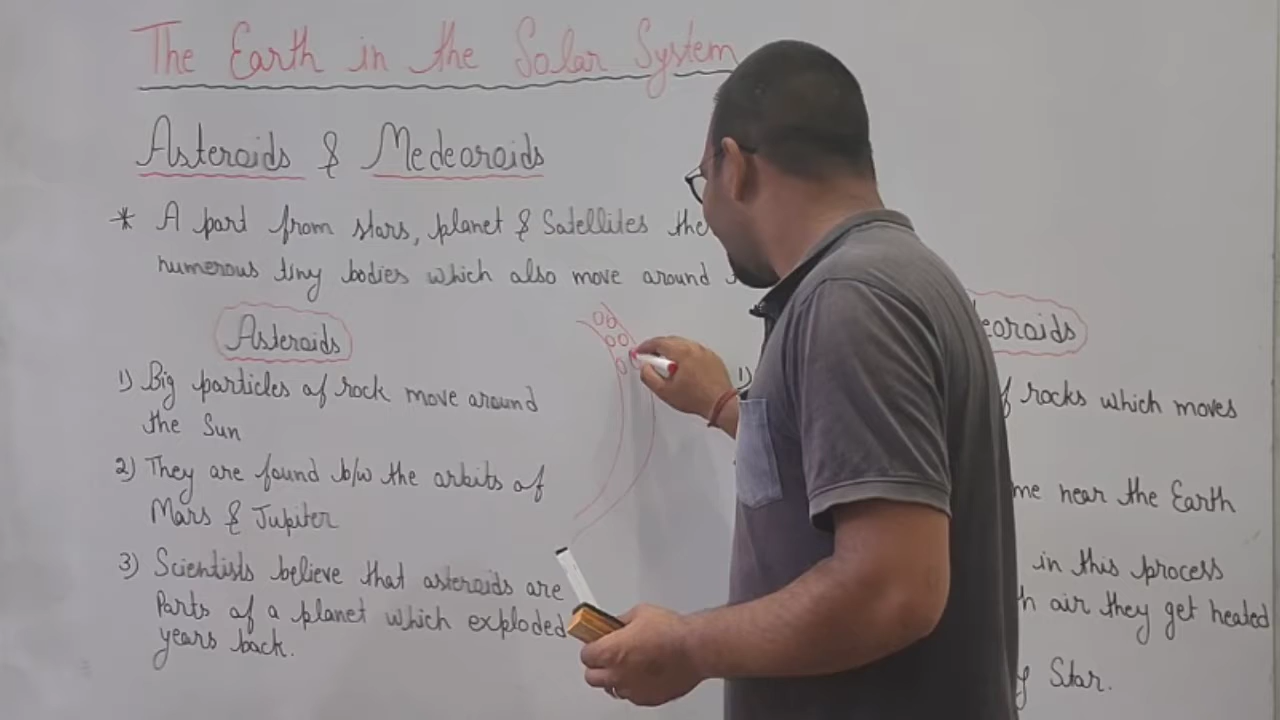 The Earth in the Solar System
Asteroids & Medearoids
* A part from stars, planet & Satellites the
numerous tiny bodies which also move around
Asteroids
1) Big particles of rock move around
the Sun
2) They are found b/w the orbits of
Mars & Jupiter
3) Scientists believe that asteroids are
Parts of a planet which exploded
years back.
earoids
1)
rocks which moves
me near the Earth
in this process
air they get heated
Star.